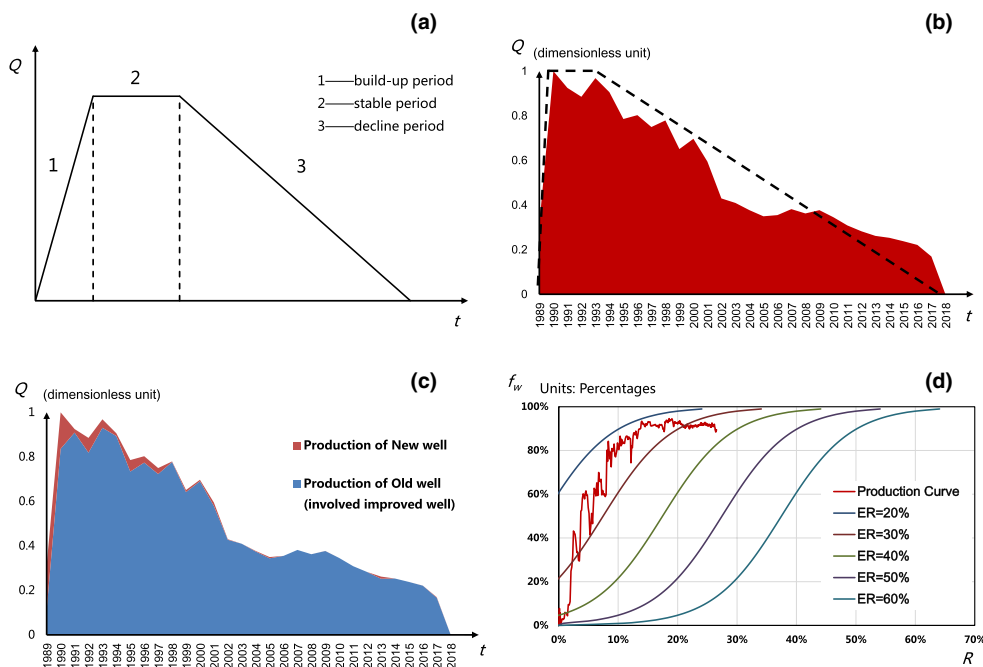 (a)
Q
2
1——build-up period
2——stable period
3——decline period
1
3
t
(b)
Q (dimensionless unit)
1
0.8
0.6
0.4
0.2
0
1989 1990 1991 1992 1993 1994 1995 1996 1997 1998 1999 2000 2001 2002 2003 2004 2005 2006 2007 2008 2009 2010 2011 2012 2013 2014 2015 2016 2017 2018
t
(c)
Q (dimensionless unit)
1
0.8
0.6
0.4
0.2
0
Production of New well
Production of Old well
(involved improved well)
1989 1990 1991 1992 1993 1994 1995 1996 1997 1998 1999 2000 2001 2002 2003 2004 2005 2006 2007 2008 2009 2010 2011 2012 2013 2014 2015 2016 2017 2018
t
(d)
fw Units: Percentages
100%
80%
60%
40%
20%
0%
Production Curve
ER=20%
ER=30%
ER=40%
ER=50%
ER=60%
0% 10% 20% 30% 40% 50% 60% 70%
R